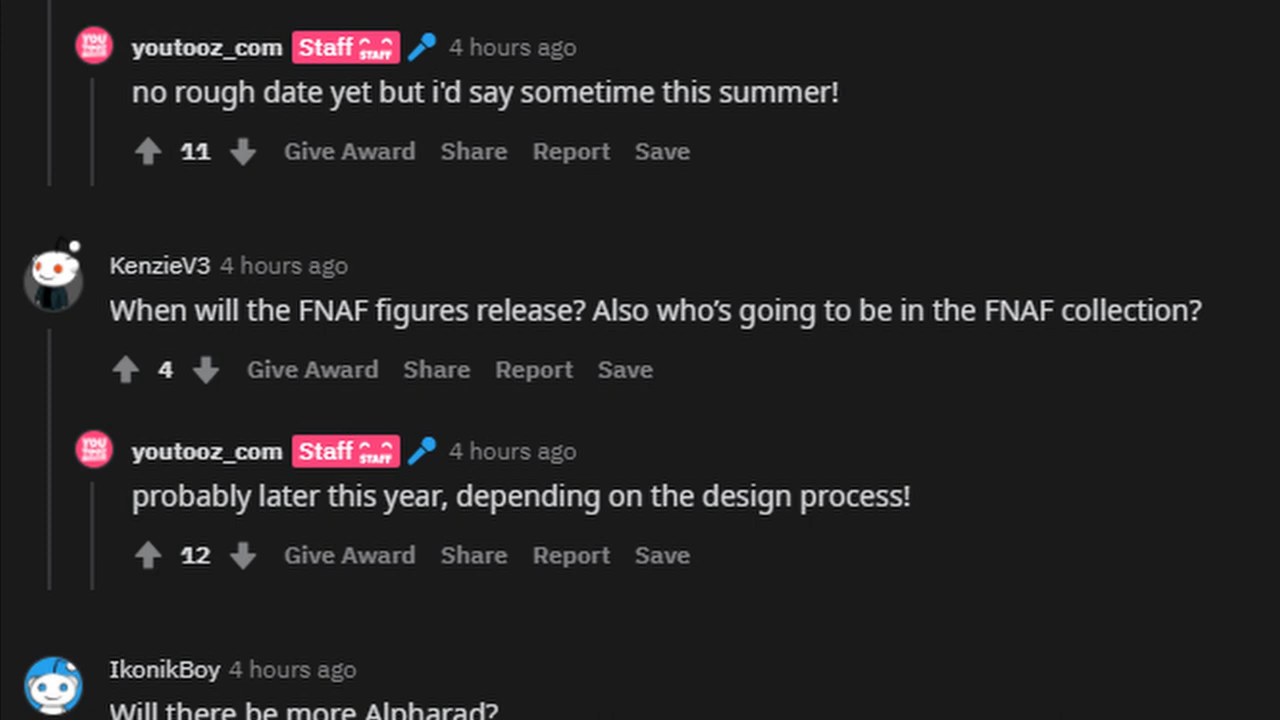 youtooz_com Staff STAFF 4 hours ago
no rough date yet but i'd say sometime this summer!
11 Give Award Share Report Save
KenzieV3 4 hours ago
When will the FNAF figures release? Also who’s going to be in the FNAF collection?
4 Give Award Share Report Save
youtooz_com Staff STAFF 4 hours ago
probably later this year, depending on the design process!
12 Give Award Share Report Save
IkonikBoy 4 hours ago
Will there be more Alpharad?